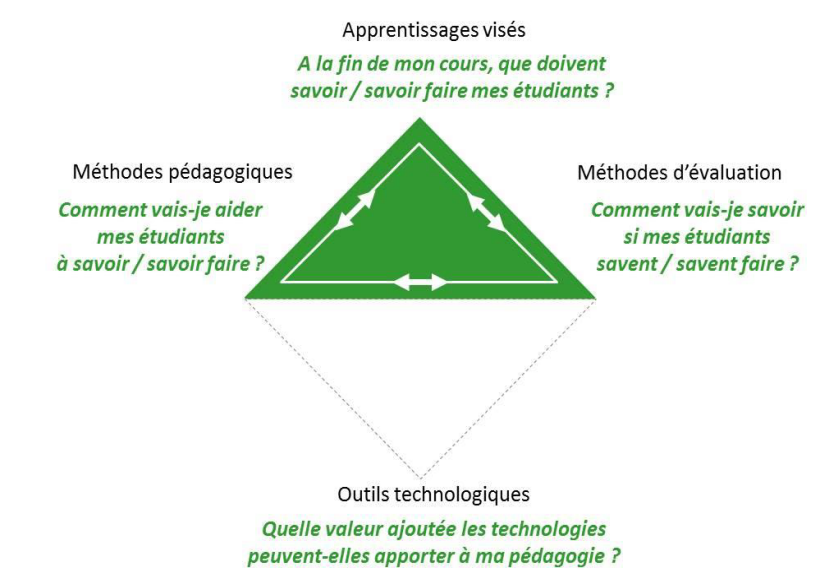 Apprentissages visés
A la fin de mon cours, que doivent
savoir / savoir faire mes étudiants ?
Méthodes pédagogiques
Comment vais-je aider
mes étudiants
à savoir / savoir faire ?
Méthodes d’évaluation
Comment vais-je savoir
si mes étudiants
savent / savent faire ?
Outils technologiques
Quelle valeur ajoutée les technologies
peuvent-elles apporter à ma pédagogie ?